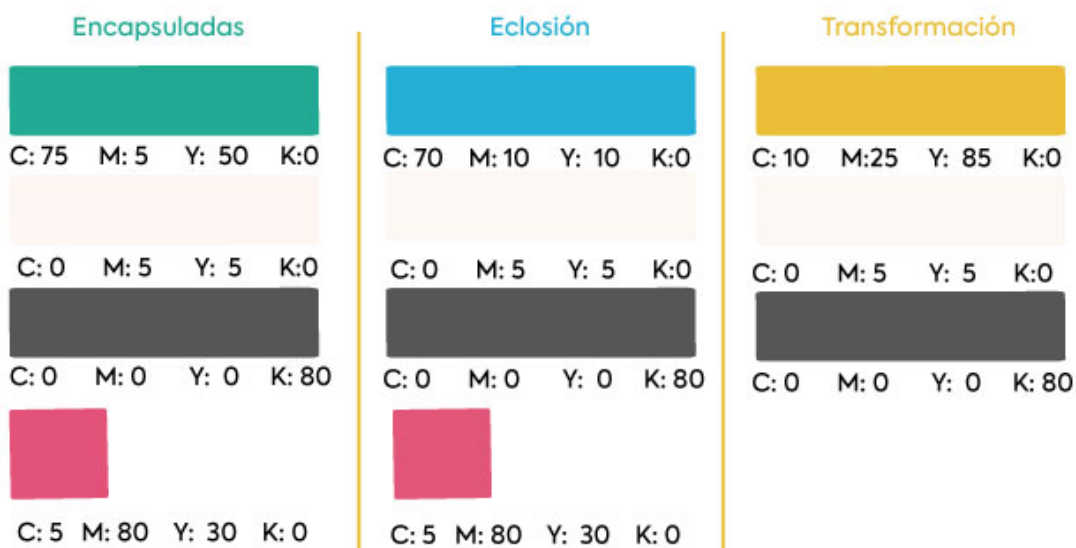 Encapsuladas
C: 75 M: 5 Y: 50 K:0
C: 0 M: 5 Y: 5 K:0
C: 0 M: 0 Y: 0 K: 80
C: 5 M: 80 Y: 30 K: 0
Eclosión
C: 70 M: 10 Y: 10 K:0
C: 0 M: 5 Y: 5 K:0
C: 0 M: 0 Y: 0 K: 80
C: 5 M: 80 Y: 30 K: 0
Transformación
C: 10 M:25 Y: 85 K:0
C: 0 M: 5 Y: 5 K:0
C: 0 M: 0 Y: 0 K: 80